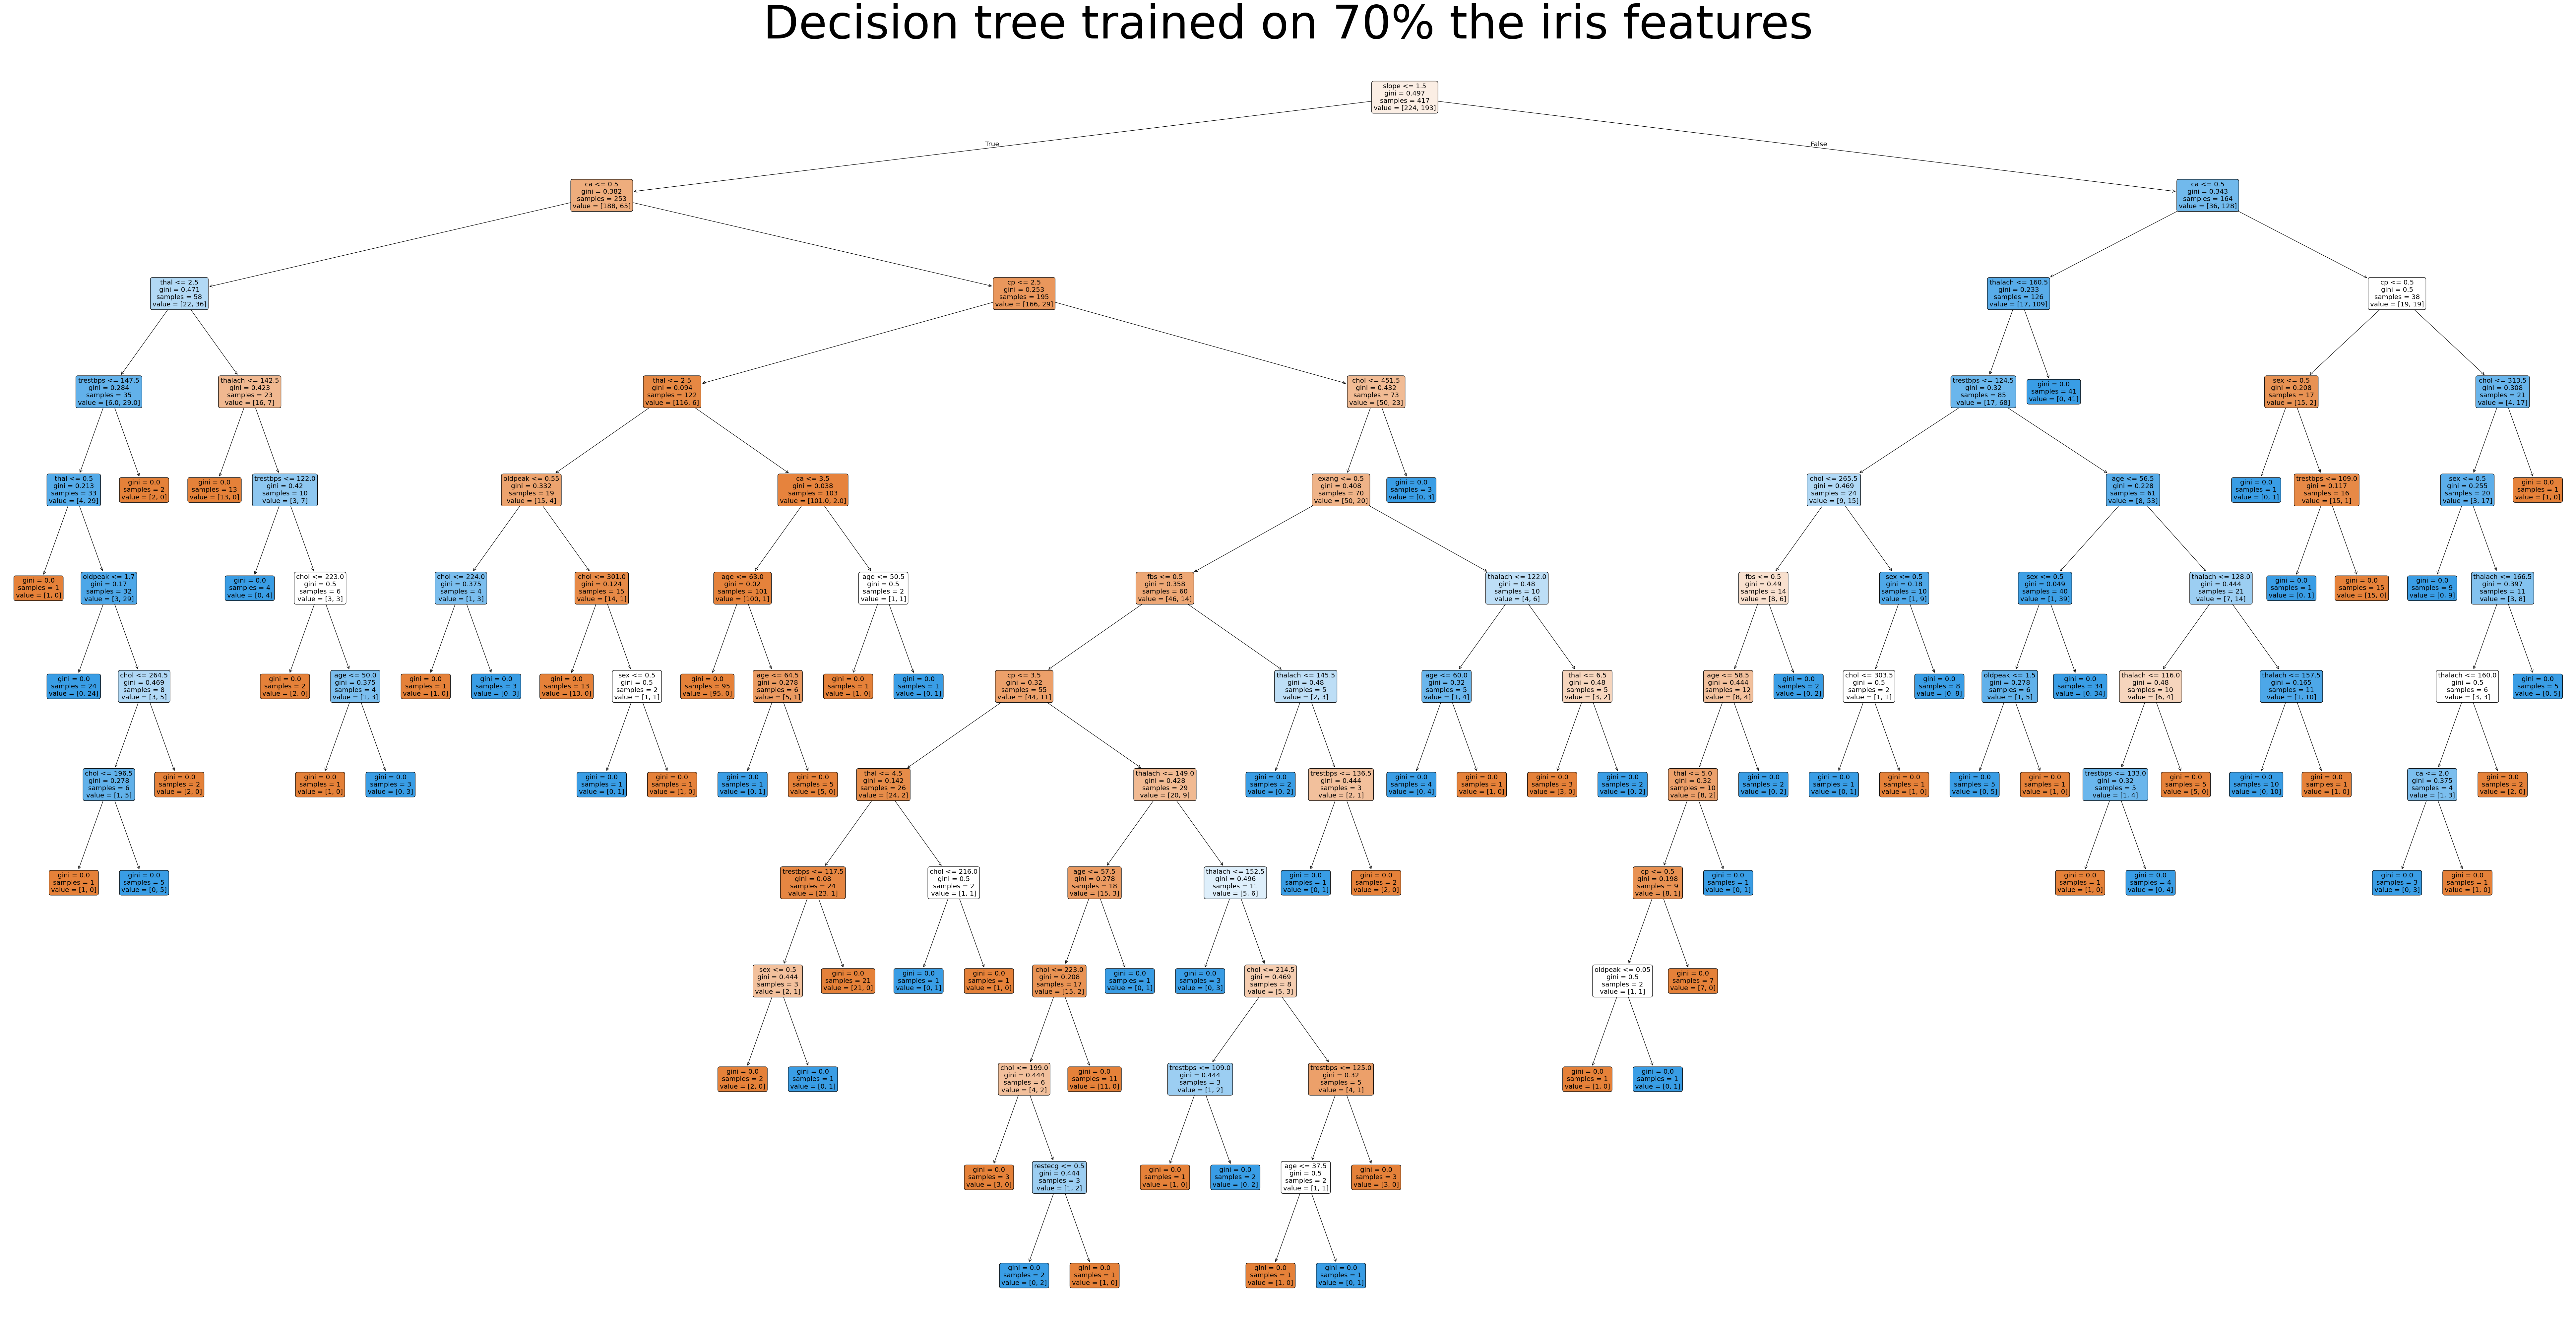 Decision tree trained on 70% the iris features
slope <= 1.5
gini = 0.497
samples = 417
value = [224, 193]
True
False
ca <= 0.5
gini = 0.382
samples = 253
value = [188, 65]
ca <= 0.5
gini = 0.343
samples = 164
value = [36, 128]
thal <= 2.5
gini = 0.471
samples = 58
value = [22, 36]
cp <= 2.5
gini = 0.253
samples = 195
value = [166, 29]
thalach <= 160.5
gini = 0.233
samples = 126
value = [17, 109]
cp <= 0.5
gini = 0.5
samples = 38
value = [19, 19]
trestbps <= 147.5
gini = 0.284
samples = 35
value = [6.0, 29.0]
thalach <= 142.5
gini = 0.423
samples = 23
value = [16, 7]
thal <= 2.5
gini = 0.094
samples = 122
value = [116, 6]
chol <= 451.5
gini = 0.432
samples = 73
value = [50, 23]
trestbps <= 124.5
gini = 0.32
samples = 85
value = [17, 68]
gini = 0.0
samples = 41
value = [0, 41]
sex <= 0.5
gini = 0.208
samples = 17
value = [15, 2]
chol <= 313.5
gini = 0.308
samples = 21
value = [4, 17]
thal <= 0.5
gini = 0.213
samples = 33
value = [4, 29]
gini = 0.0
samples = 2
value = [2, 0]
gini = 0.0
samples = 13
value = [13, 0]
trestbps <= 122.0
gini = 0.42
samples = 10
value = [3, 7]
oldpeak <= 0.55
gini = 0.332
samples = 19
value = [15, 4]
ca <= 3.5
gini = 0.038
samples = 103
value = [101.0, 2.0]
exang <= 0.5
gini = 0.408
samples = 70
value = [50, 20]
gini = 0.0
samples = 3
value = [0, 3]
chol <= 265.5
gini = 0.469
samples = 24
value = [9, 15]
age <= 56.5
gini = 0.228
samples = 61
value = [8, 53]
gini = 0.0
samples = 1
value = [0, 1]
trestbps <= 109.0
gini = 0.117
samples = 16
value = [15, 1]
sex <= 0.5
gini = 0.255
samples = 20
value = [3, 17]
gini = 0.0
samples = 1
value = [1, 0]
gini = 0.0
samples = 1
value = [1, 0]
oldpeak <= 1.7
gini = 0.17
samples = 32
value = [3, 29]
gini = 0.0
samples = 4
value = [0, 4]
chol <= 223.0
gini = 0.5
samples = 6
value = [3, 3]
chol <= 224.0
gini = 0.375
samples = 4
value = [1, 3]
chol <= 301.0
gini = 0.124
samples = 15
value = [14, 1]
age <= 63.0
gini = 0.02
samples = 101
value = [100, 1]
age <= 50.5
gini = 0.5
samples = 2
value = [1, 1]
fbs <= 0.5
gini = 0.358
samples = 60
value = [46, 14]
thalach <= 122.0
gini = 0.48
samples = 10
value = [4, 6]
fbs <= 0.5
gini = 0.49
samples = 14
value = [8, 6]
sex <= 0.5
gini = 0.18
samples = 10
value = [1, 9]
sex <= 0.5
gini = 0.049
samples = 40
value = [1, 39]
thalach <= 128.0
gini = 0.444
samples = 21
value = [7, 14]
gini = 0.0
samples = 1
value = [0, 1]
gini = 0.0
samples = 15
value = [15, 0]
gini = 0.0
samples = 9
value = [0, 9]
thalach <= 166.5
gini = 0.397
samples = 11
value = [3, 8]
gini = 0.0
samples = 24
value = [0, 24]
chol <= 264.5
gini = 0.469
samples = 8
value = [3, 5]
gini = 0.0
samples = 2
value = [2, 0]
age <= 50.0
gini = 0.375
samples = 4
value = [1, 3]
gini = 0.0
samples = 1
value = [1, 0]
gini = 0.0
samples = 3
value = [0, 3]
gini = 0.0
samples = 13
value = [13, 0]
sex <= 0.5
gini = 0.5
samples = 2
value = [1, 1]
gini = 0.0
samples = 95
value = [95, 0]
age <= 64.5
gini = 0.278
samples = 6
value = [5, 1]
gini = 0.0
samples = 1
value = [1, 0]
gini = 0.0
samples = 1
value = [0, 1]
cp <= 3.5
gini = 0.32
samples = 55
value = [44, 11]
thalach <= 145.5
gini = 0.48
samples = 5
value = [2, 3]
age <= 60.0
gini = 0.32
samples = 5
value = [1, 4]
thal <= 6.5
gini = 0.48
samples = 5
value = [3, 2]
age <= 58.5
gini = 0.444
samples = 12
value = [8, 4]
gini = 0.0
samples = 2
value = [0, 2]
chol <= 303.5
gini = 0.5
samples = 2
value = [1, 1]
gini = 0.0
samples = 8
value = [0, 8]
oldpeak <= 1.5
gini = 0.278
samples = 6
value = [1, 5]
gini = 0.0
samples = 34
value = [0, 34]
thalach <= 116.0
gini = 0.48
samples = 10
value = [6, 4]
thalach <= 157.5
gini = 0.165
samples = 11
value = [1, 10]
thalach <= 160.0
gini = 0.5
samples = 6
value = [3, 3]
gini = 0.0
samples = 5
value = [0, 5]
chol <= 196.5
gini = 0.278
samples = 6
value = [1, 5]
gini = 0.0
samples = 2
value = [2, 0]
gini = 0.0
samples = 1
value = [1, 0]
gini = 0.0
samples = 3
value = [0, 3]
gini = 0.0
samples = 1
value = [0, 1]
gini = 0.0
samples = 1
value = [1, 0]
gini = 0.0
samples = 1
value = [0, 1]
gini = 0.0
samples = 5
value = [5, 0]
thal <= 4.5
gini = 0.142
samples = 26
value = [24, 2]
thalach <= 149.0
gini = 0.428
samples = 29
value = [20, 9]
gini = 0.0
samples = 2
value = [0, 2]
trestbps <= 136.5
gini = 0.444
samples = 3
value = [2, 1]
gini = 0.0
samples = 4
value = [0, 4]
gini = 0.0
samples = 1
value = [1, 0]
gini = 0.0
samples = 3
value = [3, 0]
gini = 0.0
samples = 2
value = [0, 2]
thal <= 5.0
gini = 0.32
samples = 10
value = [8, 2]
gini = 0.0
samples = 2
value = [0, 2]
gini = 0.0
samples = 1
value = [0, 1]
gini = 0.0
samples = 1
value = [1, 0]
gini = 0.0
samples = 5
value = [0, 5]
gini = 0.0
samples = 1
value = [1, 0]
trestbps <= 133.0
gini = 0.32
samples = 5
value = [1, 4]
gini = 0.0
samples = 5
value = [5, 0]
gini = 0.0
samples = 10
value = [0, 10]
gini = 0.0
samples = 1
value = [1, 0]
ca <= 2.0
gini = 0.375
samples = 4
value = [1, 3]
gini = 0.0
samples = 2
value = [2, 0]
gini = 0.0
samples = 1
value = [1, 0]
gini = 0.0
samples = 5
value = [0, 5]
trestbps <= 117.5
gini = 0.08
samples = 24
value = [23, 1]
chol <= 216.0
gini = 0.5
samples = 2
value = [1, 1]
age <= 57.5
gini = 0.278
samples = 18
value = [15, 3]
thalach <= 152.5
gini = 0.496
samples = 11
value = [5, 6]
gini = 0.0
samples = 1
value = [0, 1]
gini = 0.0
samples = 2
value = [2, 0]
cp <= 0.5
gini = 0.198
samples = 9
value = [8, 1]
gini = 0.0
samples = 1
value = [0, 1]
gini = 0.0
samples = 1
value = [1, 0]
gini = 0.0
samples = 4
value = [0, 4]
gini = 0.0
samples = 3
value = [0, 3]
gini = 0.0
samples = 1
value = [1, 0]
sex <= 0.5
gini = 0.444
samples = 3
value = [2, 1]
gini = 0.0
samples = 21
value = [21, 0]
gini = 0.0
samples = 1
value = [0, 1]
gini = 0.0
samples = 1
value = [1, 0]
chol <= 223.0
gini = 0.208
samples = 17
value = [15, 2]
gini = 0.0
samples = 1
value = [0, 1]
gini = 0.0
samples = 3
value = [0, 3]
chol <= 214.5
gini = 0.469
samples = 8
value = [5, 3]
oldpeak <= 0.05
gini = 0.5
samples = 2
value = [1, 1]
gini = 0.0
samples = 7
value = [7, 0]
gini = 0.0
samples = 2
value = [2, 0]
gini = 0.0
samples = 1
value = [0, 1]
chol <= 199.0
gini = 0.444
samples = 6
value = [4, 2]
gini = 0.0
samples = 11
value = [11, 0]
trestbps <= 109.0
gini = 0.444
samples = 3
value = [1, 2]
trestbps <= 125.0
gini = 0.32
samples = 5
value = [4, 1]
gini = 0.0
samples = 1
value = [1, 0]
gini = 0.0
samples = 1
value = [0, 1]
gini = 0.0
samples = 3
value = [3, 0]
restecg <= 0.5
gini = 0.444
samples = 3
value = [1, 2]
gini = 0.0
samples = 1
value = [1, 0]
gini = 0.0
samples = 2
value = [0, 2]
age <= 37.5
gini = 0.5
samples = 2
value = [1, 1]
gini = 0.0
samples = 3
value = [3, 0]
gini = 0.0
samples = 2
value = [0, 2]
gini = 0.0
samples = 1
value = [1, 0]
gini = 0.0
samples = 1
value = [1, 0]
gini = 0.0
samples = 1
value = [0, 1]